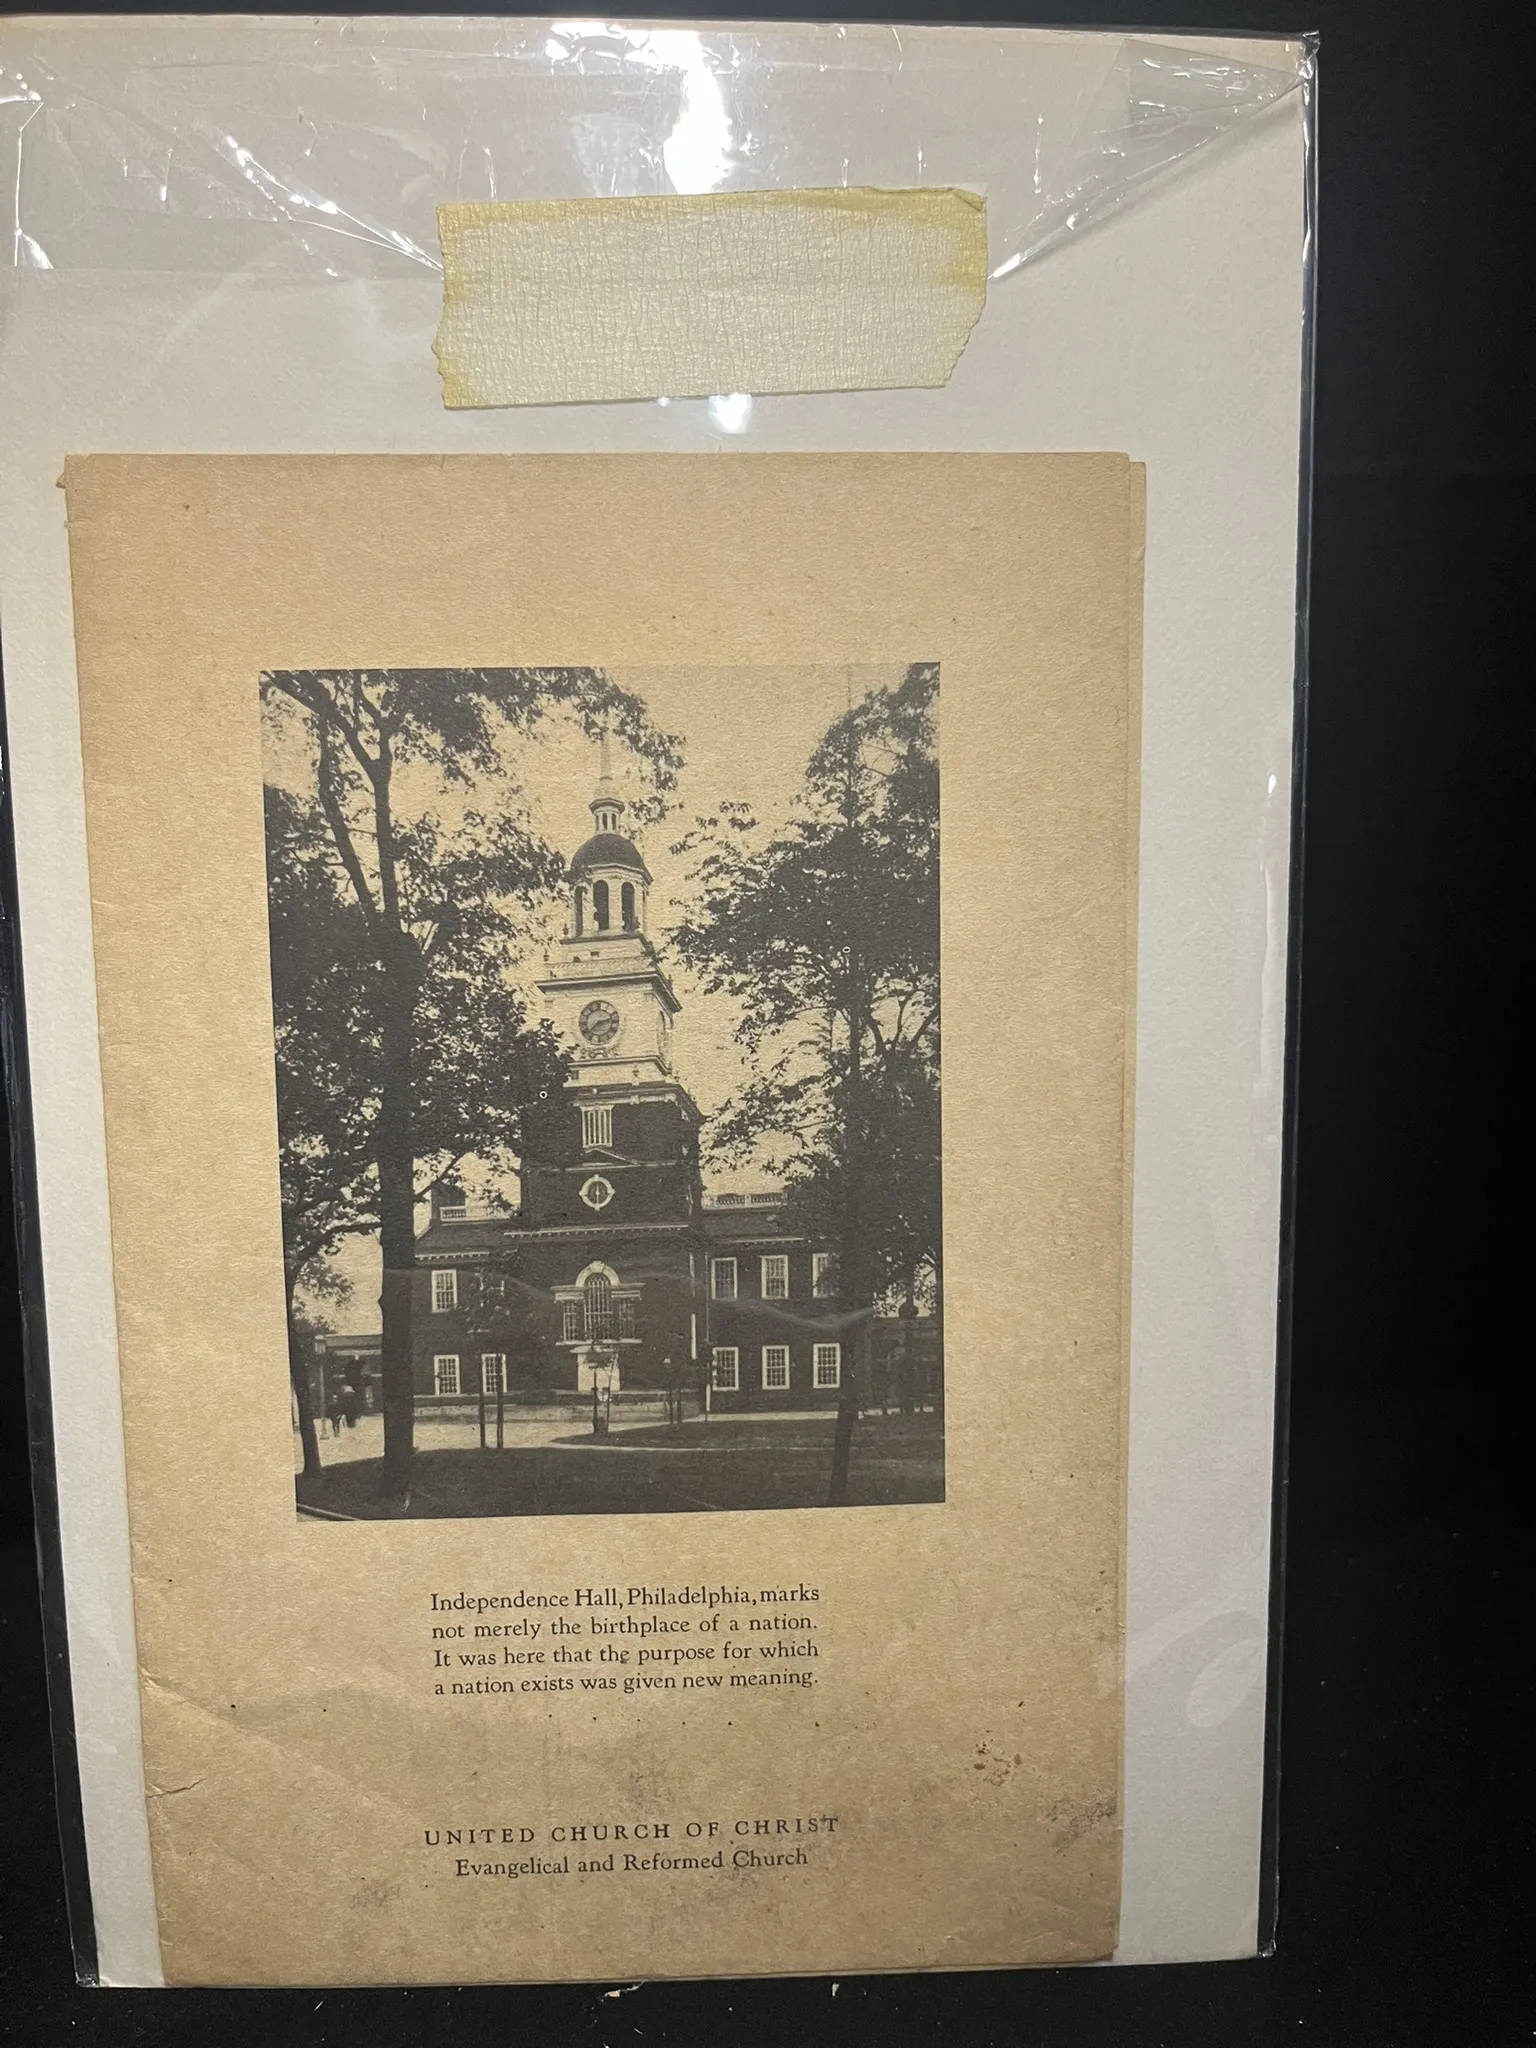 Independence Hall, Philadelphia, marks
not merely the birthplace of a nation.
It was here that the purpose for which
a nation exists was given new meaning.
UNITED CHURCH OF CHRIST
Evangelical and Reformed Church